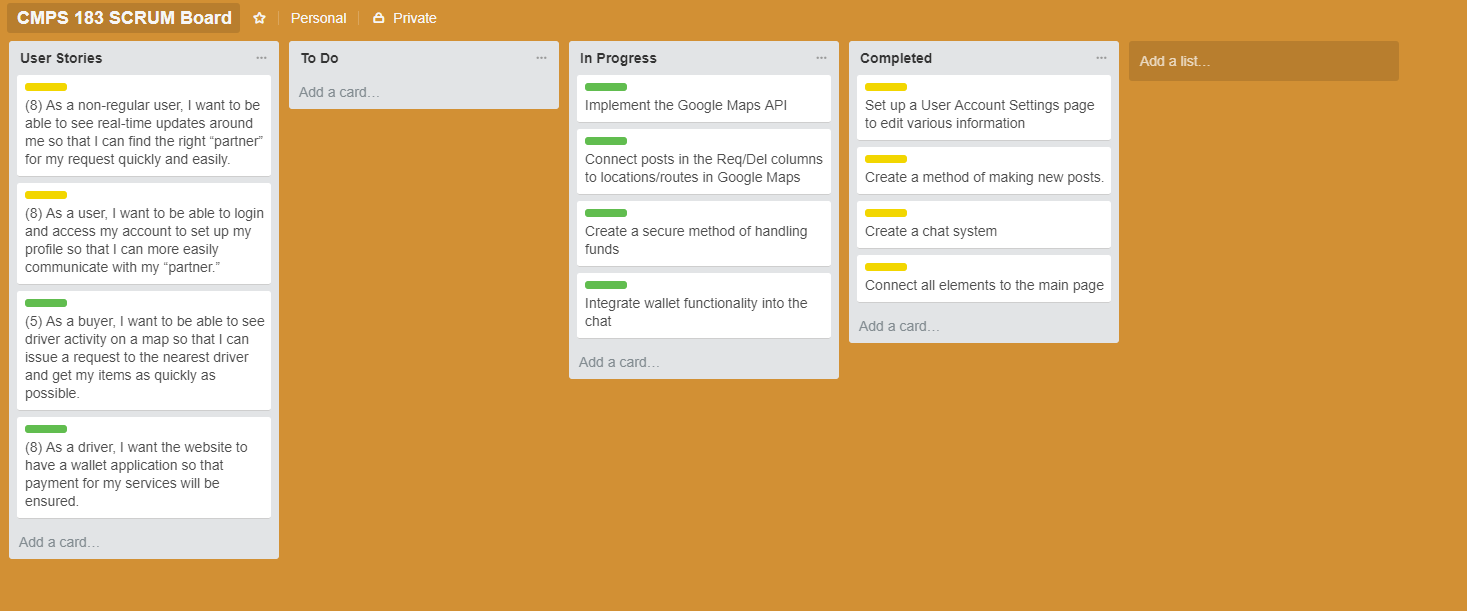 CMPS 183 SCRUM Board
Personal
Private
User Stories
(8) As a non-regular user, I want to be
able to see real-time updates around
me so that I can find the right “partner”
for my request quickly and easily.
(8) As a user, I want to be able to login
and access my account to set up my
profile so that I can more easily
communicate with my “partner.”
(5) As a buyer, I want to be able to see
driver activity on a map so that I can
issue a request to the nearest driver
and get my items as quickly as
possible.
(8) As a driver, I want the website to
have a wallet application so that
payment for my services will be
ensured.
Add a card…
To Do
Add a card…
In Progress
Implement the Google Maps API
Connect posts in the Req/Del columns
to locations/routes in Google Maps
Create a secure method of handling
funds
Integrate wallet functionality into the
chat
Add a card…
Completed
Set up a User Account Settings page
to edit various information
Create a method of making new posts.
Create a chat system
Connect all elements to the main page
Add a card…
Add a list…